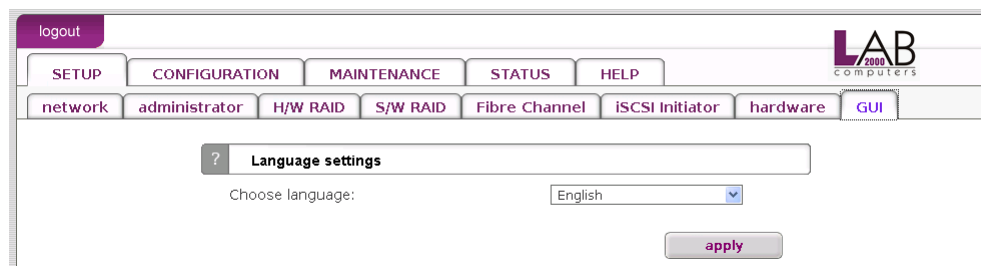 logout
LAB
2000
computers
SETUP CONFIGURATION MAINTENANCE STATUS HELP
network administrator H/W RAID S/W RAID Fibre Channel iSCSI Initiator hardware GUI
? Language settings
Choose language: English
apply